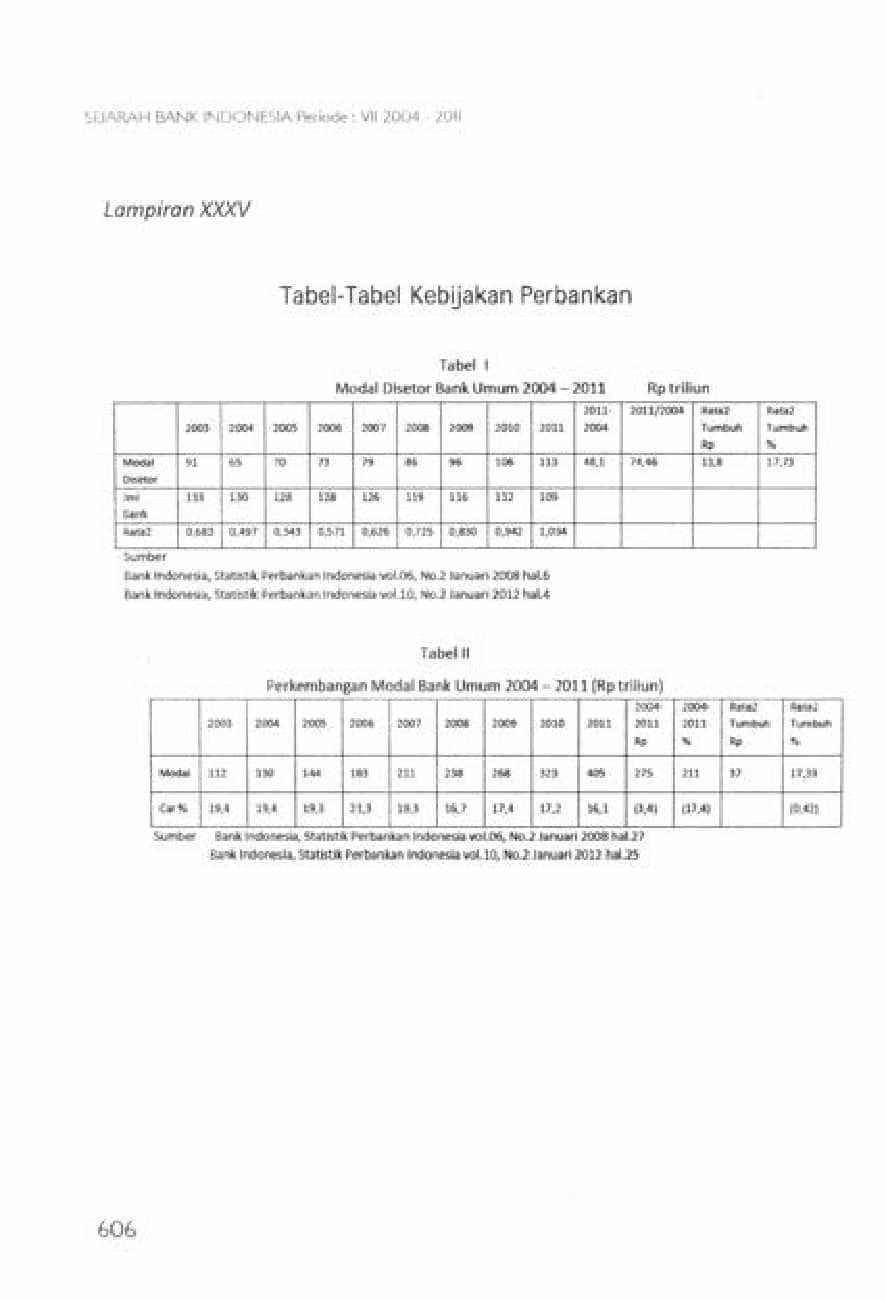 SEJARAH BANK INDONESIA Periode : VII 2004 - 2011
Lampiran XXXV
Tabel-Tabel Kebijakan Perbankan
Tabel I
Modal Disetor Bank Umum 2004 – 2011 Rp triliun
2003 2004 2005 2006 2007 2008 2009 2010 2011 2011- 2004 2011/2004 Rata2 Tumbuh Rp Rata2 Tumbuh %
Modal Disetor 91 65 70 73 79 86 96 106 113 48,1 74,46 11,8 17,73
Jml Bank 130 128 126 119 116 112 109
Rata2 0,683 0,497 0,543 0,571 0,626 0,725 0,830 0,942 1,034
Sumber
Bank Indonesia, Statistik Perbankan Indonesia vol.06, No.2 Januari 2008 hal.6
Bank Indonesia, Statistik Perbankan Indonesia vol.10, No.2 Januari 2012 hal.4
Tabel II
Perkembangan Modal Bank Umum 2004 – 2011 (Rp triliun)
2003 2004 2005 2006 2007 2008 2009 2010 2011 2004- 2011 Rp 2004- 2011 % Rata2 Tumbuh Rp Rata2 Tumbuh %
Modal 112 130 144 183 211 238 268 323 405 275 211 37 17,39
Car % 19,4 19,4 19,3 21,3 19,3 16,7 17,4 17,2 16,1 (3,4) (17,4) (0,42)
Sumber Bank Indonesia, Statistik Perbankan Indonesia vol.06, No.2 Januari 2008 hal.27
Bank Indonesia, Statistik Perbankan Indonesia vol.10, No.2 Januari 2012 hal.25
606